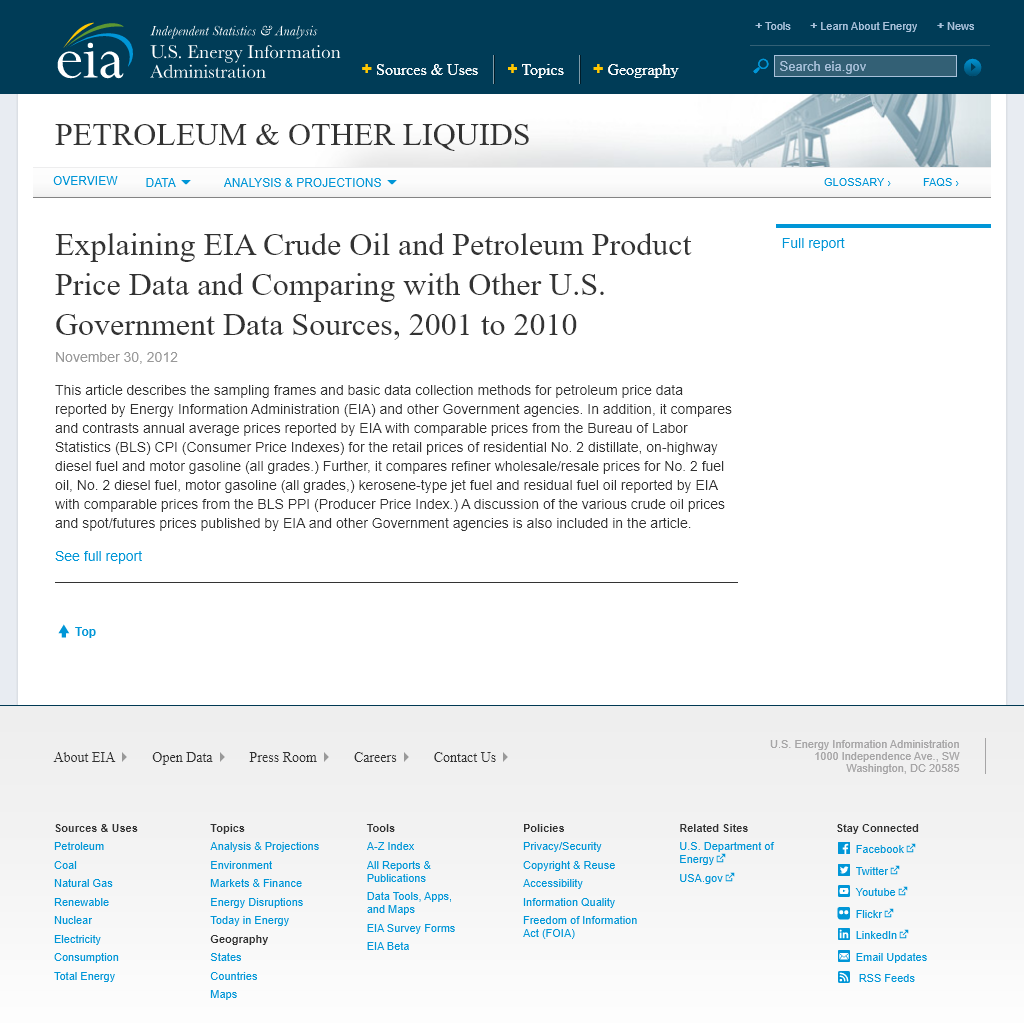 + Tools + Learn About Energy + News
eia
Independent Statistics & Analysis
U.S. Energy Information
Administration
+ Sources & Uses + Topics + Geography
Search eia.gov
PETROLEUM & OTHER LIQUIDS
OVERVIEW DATA ANALYSIS & PROJECTIONS GLOSSARY › FAQS ›
Explaining EIA Crude Oil and Petroleum Product
Price Data and Comparing with Other U.S.
Government Data Sources, 2001 to 2010
November 30, 2012
This article describes the sampling frames and basic data collection methods for petroleum price data
reported by Energy Information Administration (EIA) and other Government agencies. In addition, it compares
and contrasts annual average prices reported by EIA with comparable prices from the Bureau of Labor
Statistics (BLS) CPI (Consumer Price Indexes) for the retail prices of residential No. 2 distillate, on-highway
diesel fuel and motor gasoline (all grades.) Further, it compares refiner wholesale/resale prices for No. 2 fuel
oil, No. 2 diesel fuel, motor gasoline (all grades,) kerosene-type jet fuel and residual fuel oil reported by EIA
with comparable prices from the BLS PPI (Producer Price Index.) A discussion of the various crude oil prices
and spot/futures prices published by EIA and other Government agencies is also included in the article.
See full report
Full report
Top
About EIA Open Data Press Room Careers Contact Us
U.S. Energy Information Administration
1000 Independence Ave., SW
Washington, DC 20585
Sources & Uses
Petroleum
Coal
Natural Gas
Renewable
Nuclear
Electricity
Consumption
Total Energy
Topics
Analysis & Projections
Environment
Markets & Finance
Energy Disruptions
Today in Energy
Geography
States
Countries
Maps
Tools
A-Z Index
All Reports &
Publications
Data Tools, Apps,
and Maps
EIA Survey Forms
EIA Beta
Policies
Privacy/Security
Copyright & Reuse
Accessibility
Information Quality
Freedom of Information
Act (FOIA)
Related Sites
U.S. Department of
Energy
USA.gov
Stay Connected
Facebook
Twitter
Youtube
Flickr
LinkedIn
Email Updates
RSS Feeds